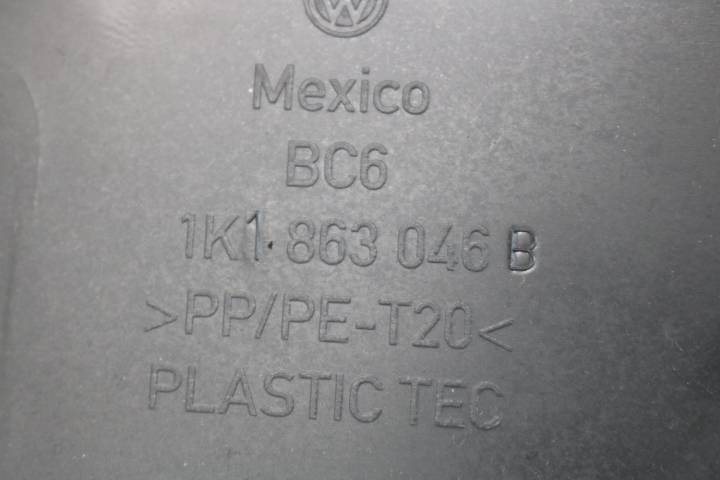 Mexico
BC6
1K1 863 046 B
>PP/PE-T20<
PLASTIC TEC